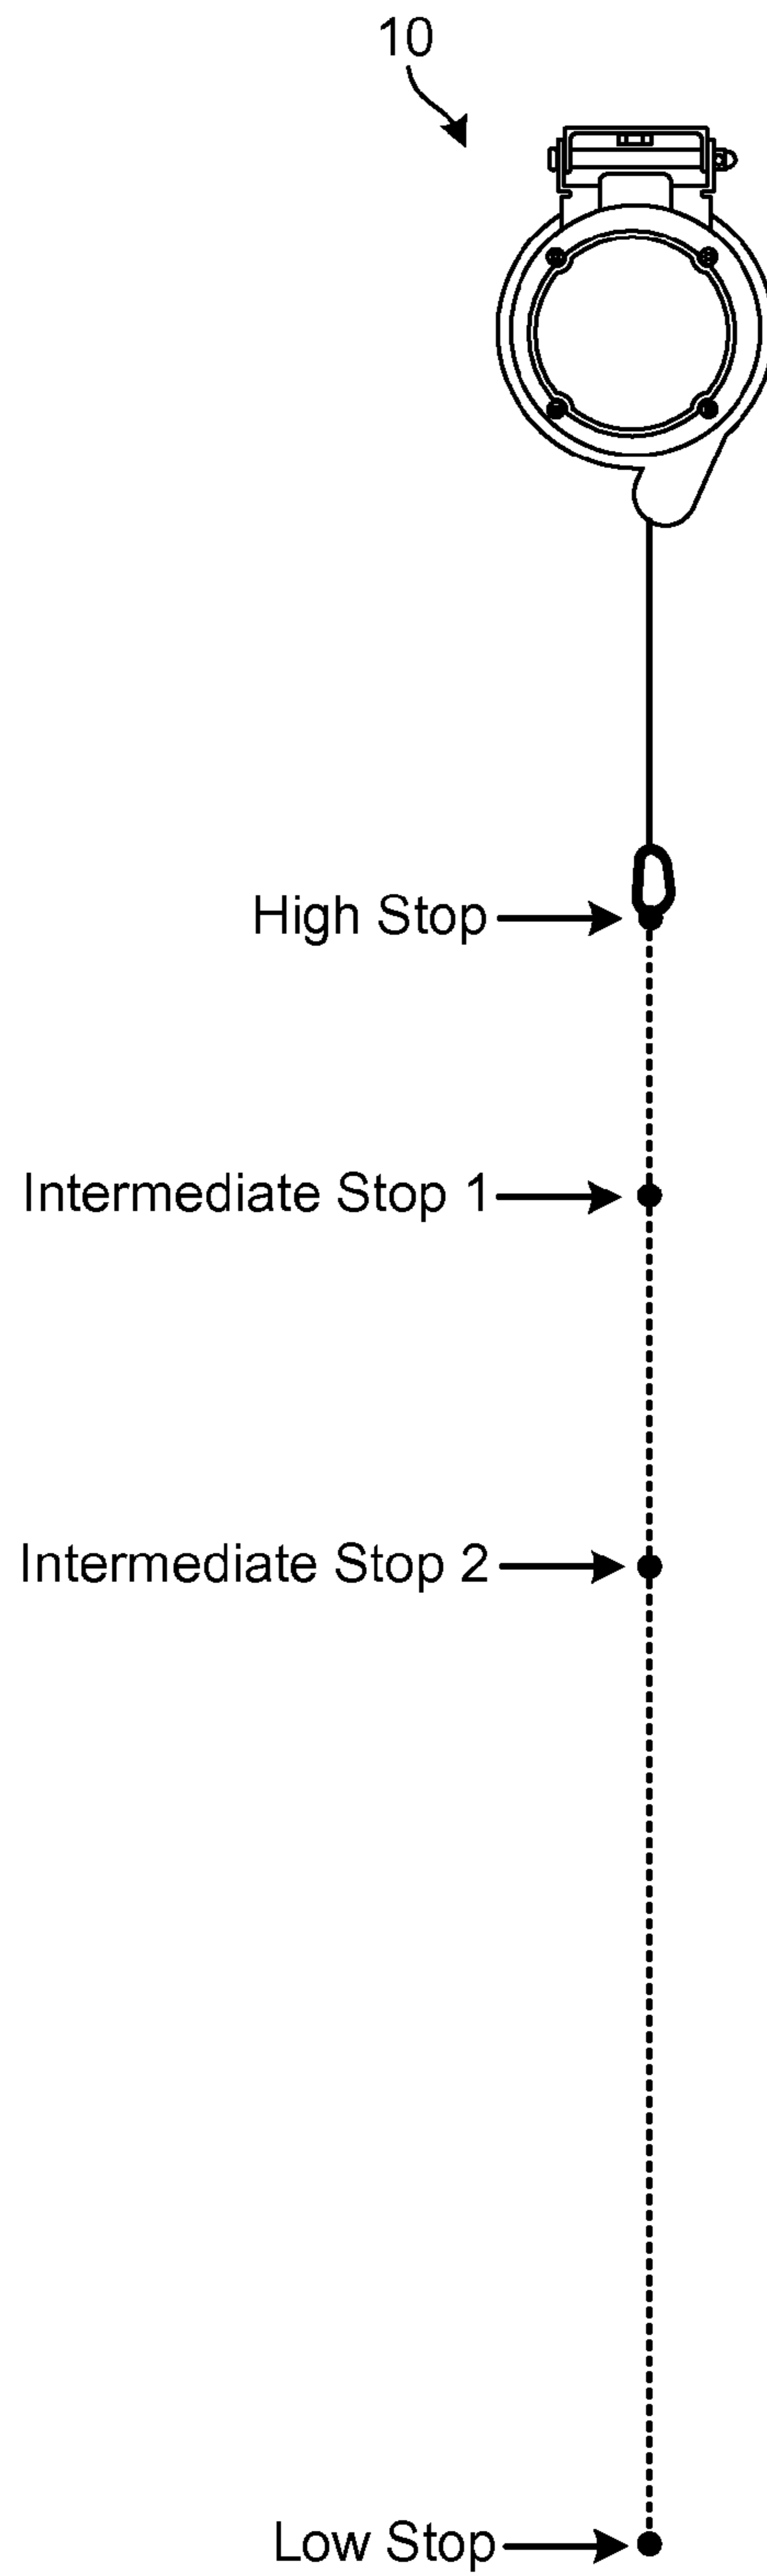 10
High Stop
Intermediate Stop 1
Intermediate Stop 2
Low Stop